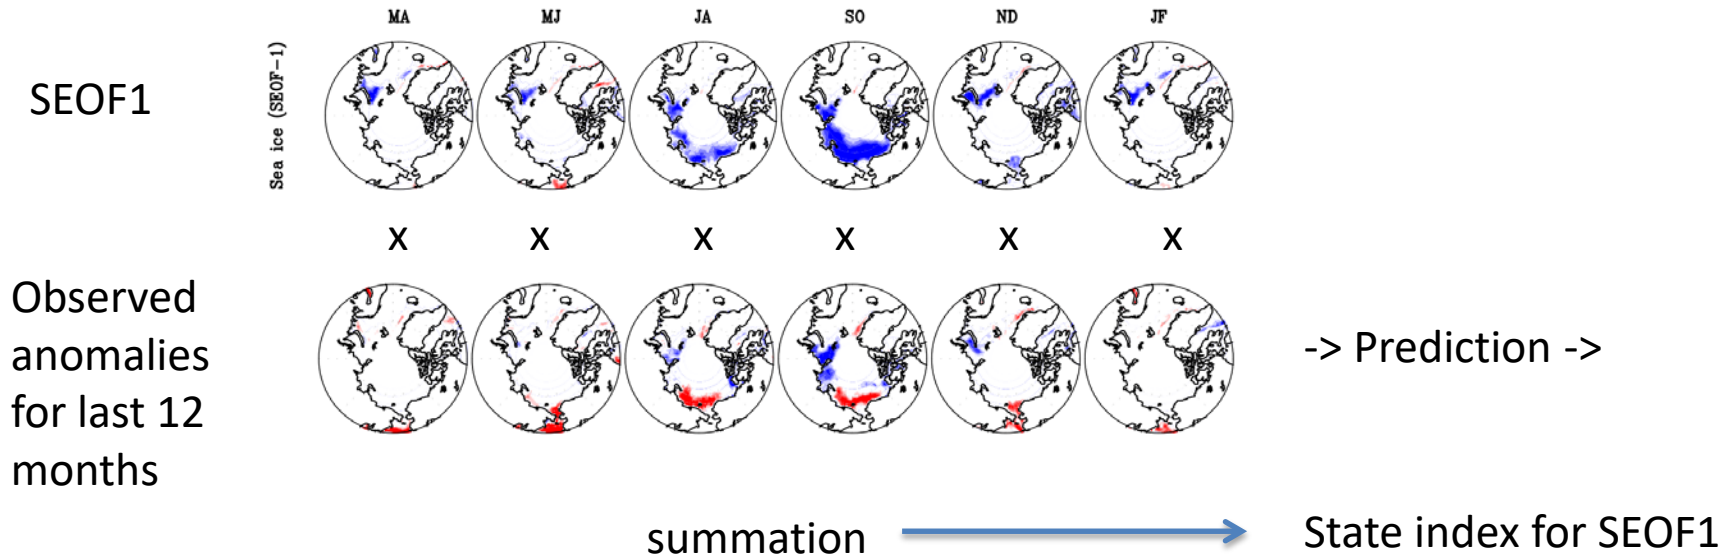 MA MJ JA SO ND JF
SEOF1
Sea ice (SEOF-1)
x x x x x x
Observed
anomalies
for last 12
months
-> Prediction ->
summation
State index for SEOF1